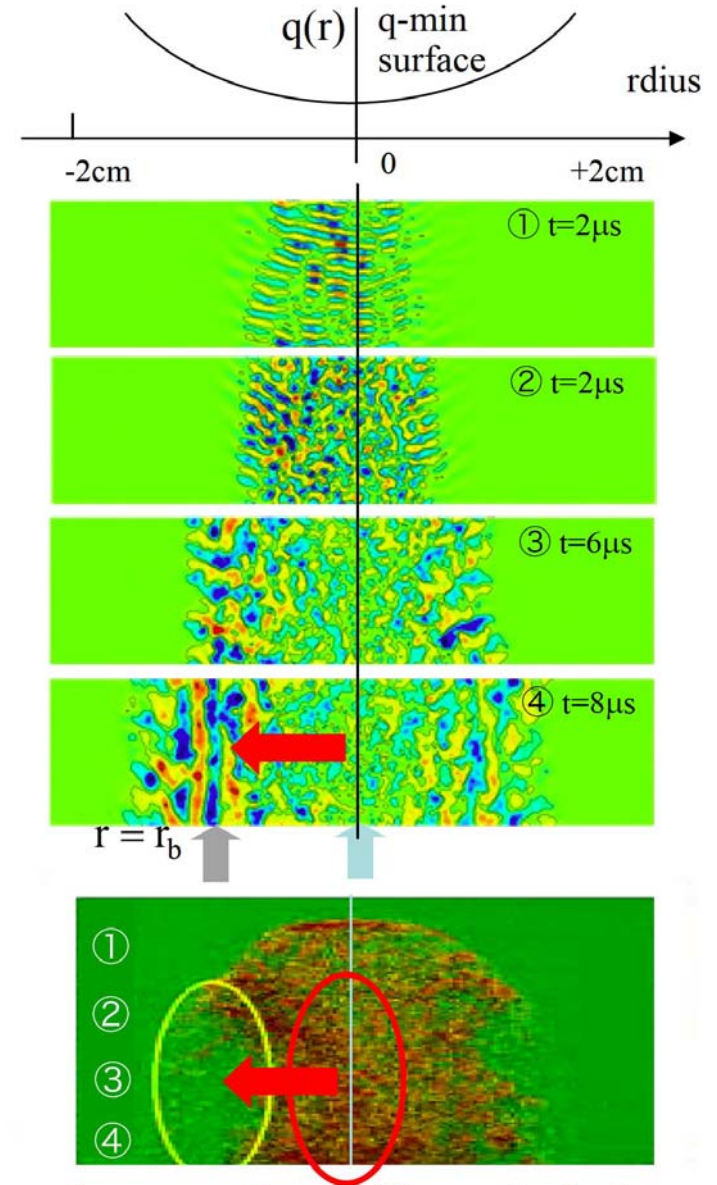 q(r)
q-min
surface
rdius
-2cm
0
+2cm
① t=2μs
② t=2μs
③ t=6μs
④ t=8μs
r = r_b
①
②
③
④